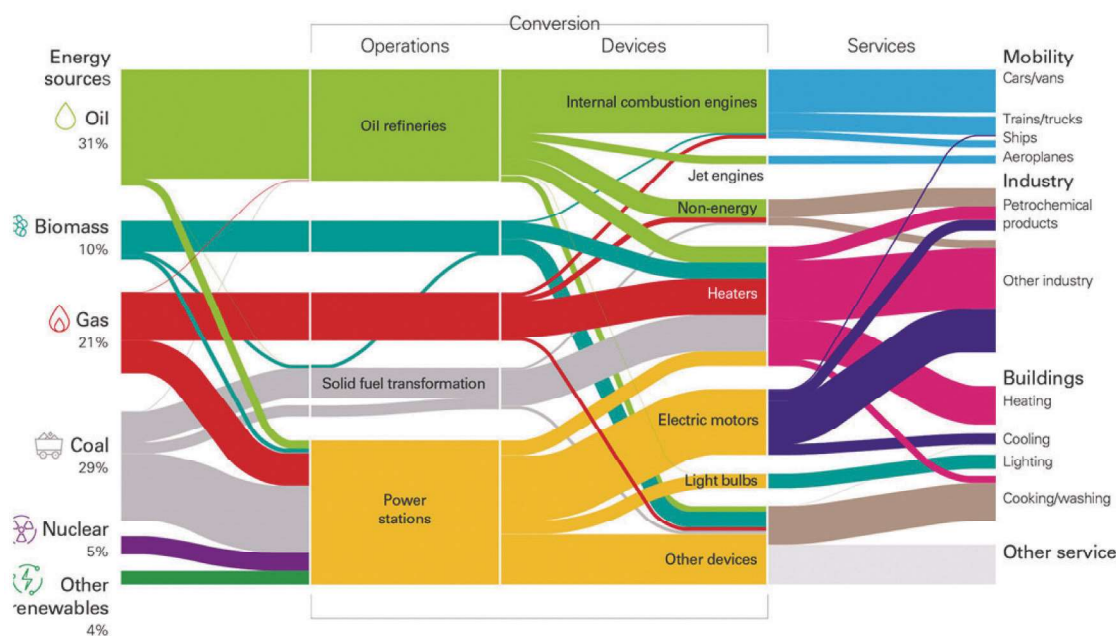 Conversion
Operations
Devices
Services
Energy
sources
Oil
31%
Biomass
10%
Gas
21%
Coal
29%
Nuclear
5%
Other
renewables
4%
Oil refineries
Solid fuel transformation
Power
stations
Internal combustion engines
Jet engines
Non-energy
Heaters
Electric motors
Light bulbs
Other devices
Mobility
Cars/vans
Trains/trucks
Ships
Aeroplanes
Industry
Petrochemical
products
Other industry
Buildings
Heating
Cooling
Lighting
Cooking/washing
Other service